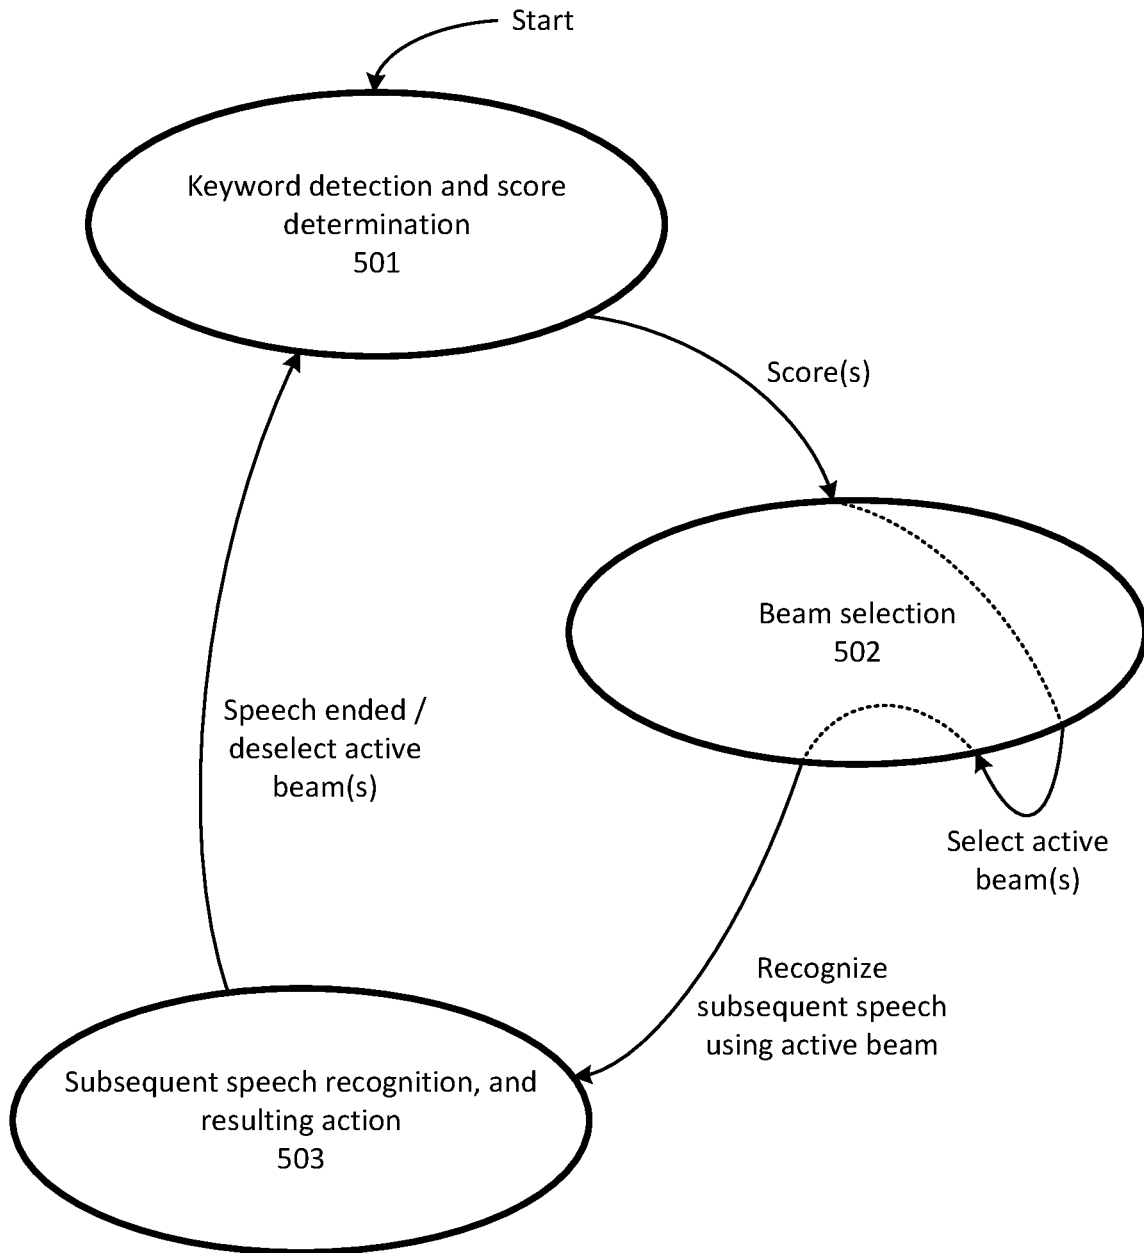 Start
Keyword detection and score
determination
501
Score(s)
Beam selection
502
Speech ended /
deselect active
beam(s)
Select active
beam(s)
Recognize
subsequent speech
using active beam
Subsequent speech recognition, and
resulting action
503